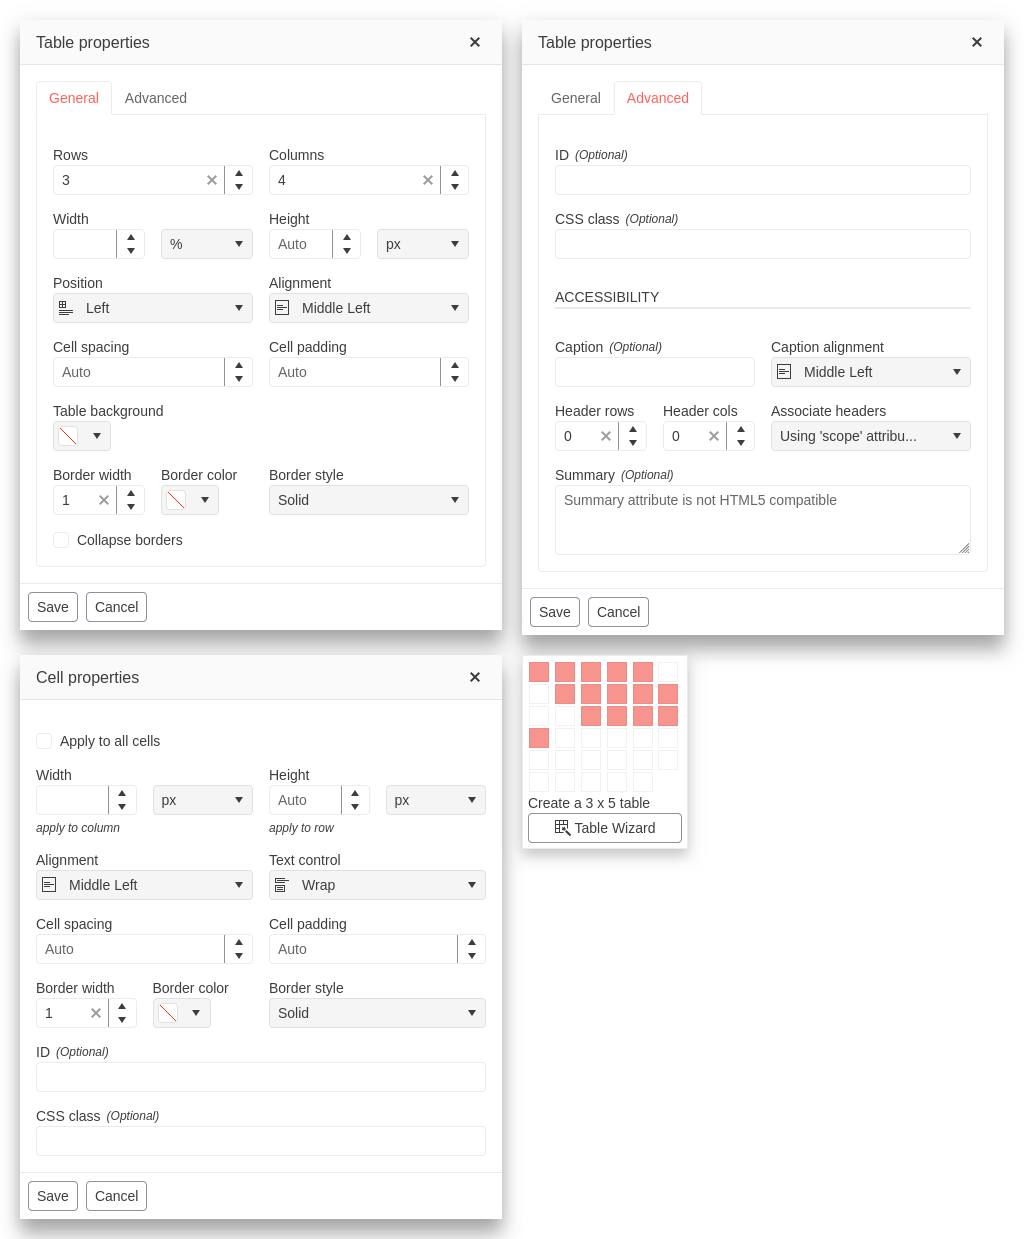 Table properties
General Advanced
Rows Columns
3 4
Width Height
% Auto px
Position Alignment
Left Middle Left
Cell spacing Cell padding
Auto Auto
Table background
Border width Border color Border style
1 Solid
Collapse borders
Save Cancel
Table properties
General Advanced
ID (Optional)
CSS class (Optional)
ACCESSIBILITY
Caption (Optional) Caption alignment
Middle Left
Header rows Header cols Associate headers
0 0 Using 'scope' attribu...
Summary (Optional)
Summary attribute is not HTML5 compatible
Save Cancel
Cell properties
Apply to all cells
Width Height
px Auto px
apply to column apply to row
Alignment Text control
Middle Left Wrap
Cell spacing Cell padding
Auto Auto
Border width Border color Border style
1 Solid
ID (Optional)
CSS class (Optional)
Save Cancel
Create a 3 x 5 table
Table Wizard